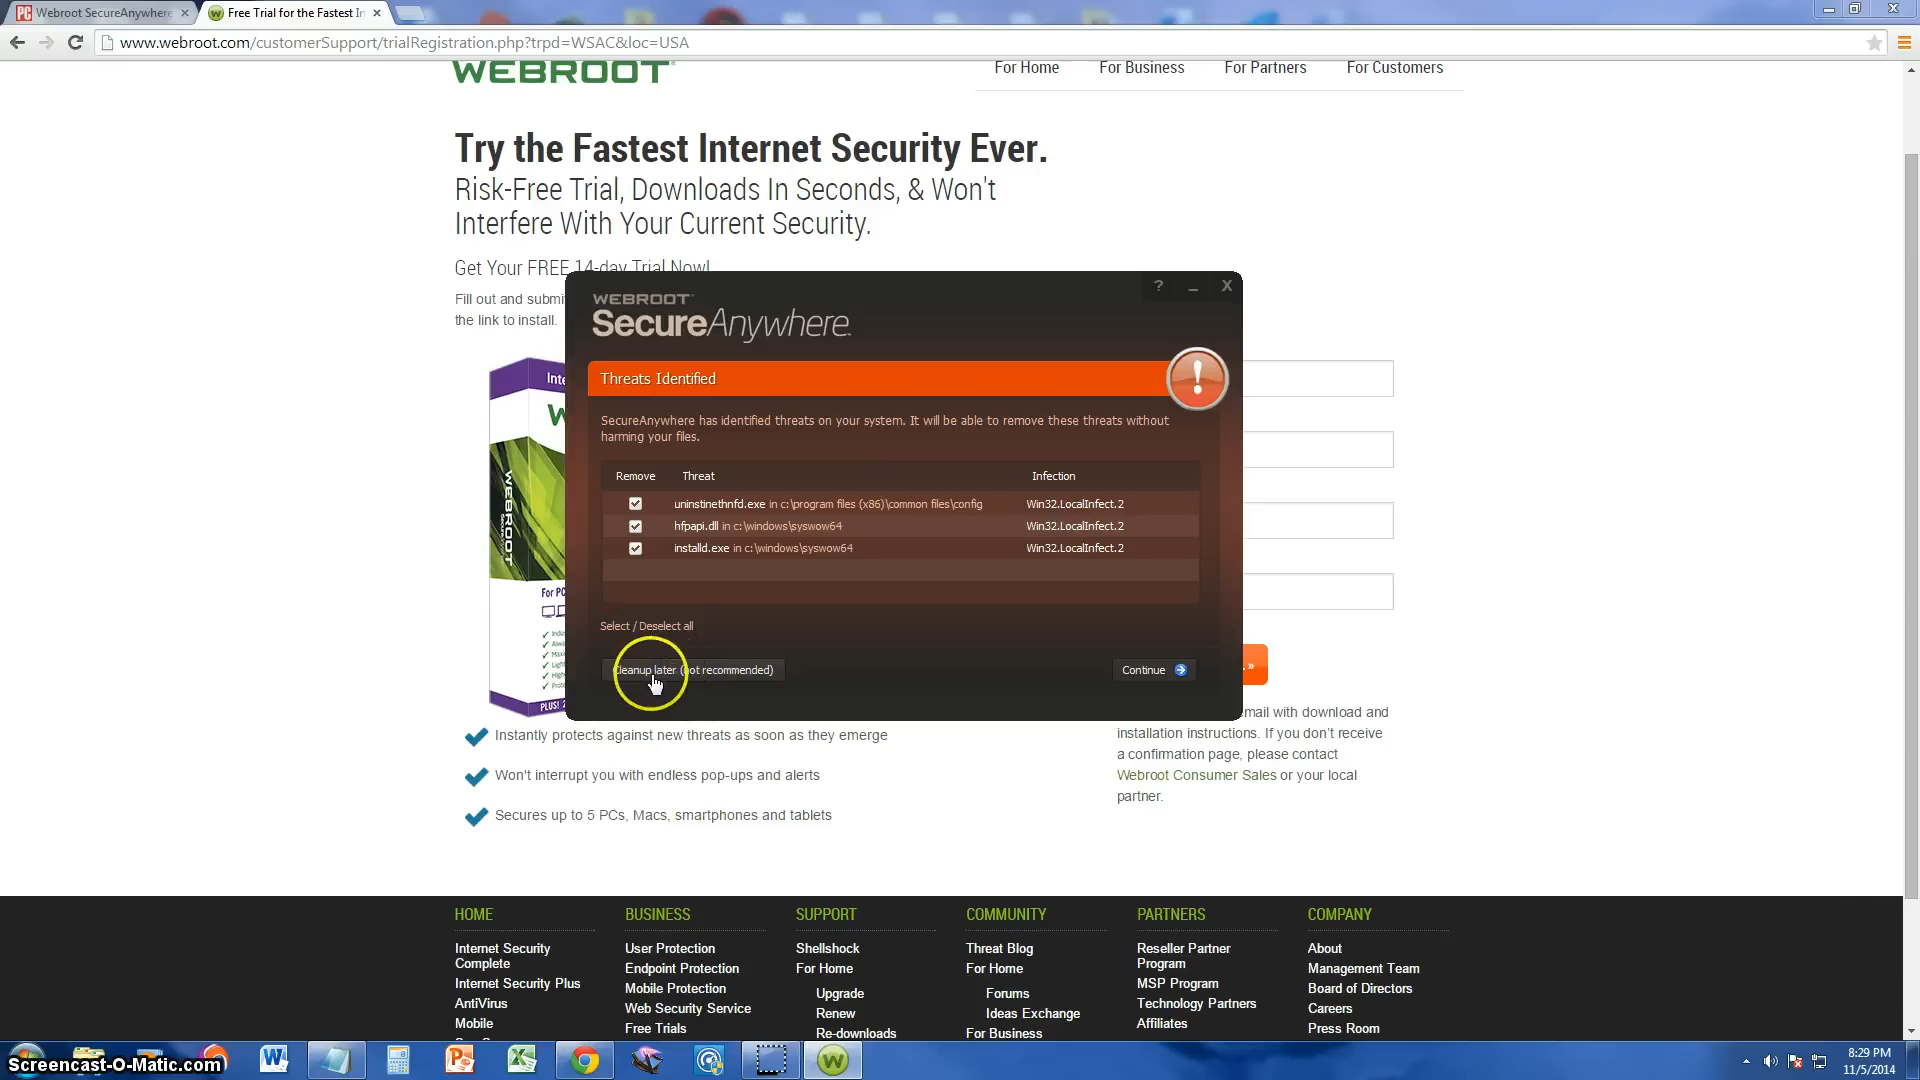 Webroot SecureAnywhere
Free Trial for the Fastest In
www.webroot.com/customerSupport/trialRegistration.php?trpd=WSAC&loc=USA
WEBROOT
For Home
For Business
For Partners
For Customers
Try the Fastest Internet Security Ever.
Risk-Free Trial, Downloads In Seconds, & Won't
Interfere With Your Current Security.
Get Your FREE 14-day Trial Now!
Fill out and submi
the link to install.
WEBROOT
SecureAnywhere
? _ X
Threats Identified
!
SecureAnywhere has identified threats on your system. It will be able to remove these threats without
harming your files.
Remove Threat Infection
uninstinethnfd.exe in c:\program files (x86)\common files\config Win32.LocalInfect.2
hfpapi.dll in c:\windows\syswow64 Win32.LocalInfect.2
installd.exe in c:\windows\syswow64 Win32.LocalInfect.2
Select / Deselect all
Cleanup later (not recommended)
Continue
Inte
W
WEBROOT
For PC
PLUS! 2
»
Instantly protects against new threats as soon as they emerge
Won't interrupt you with endless pop-ups and alerts
Secures up to 5 PCs, Macs, smartphones and tablets
email with download and
installation instructions. If you don't receive
a confirmation page, please contact
Webroot Consumer Sales or your local
partner.
HOME
Internet Security
Complete
Internet Security Plus
AntiVirus
Mobile
BUSINESS
User Protection
Endpoint Protection
Mobile Protection
Web Security Service
Free Trials
SUPPORT
Shellshock
For Home
Upgrade
Renew
Re-downloads
COMMUNITY
Threat Blog
For Home
Forums
Ideas Exchange
For Business
PARTNERS
Reseller Partner
Program
MSP Program
Technology Partners
Affiliates
COMPANY
About
Management Team
Board of Directors
Careers
Press Room
Screencast-O-Matic.com
8:29 PM
11/5/2014